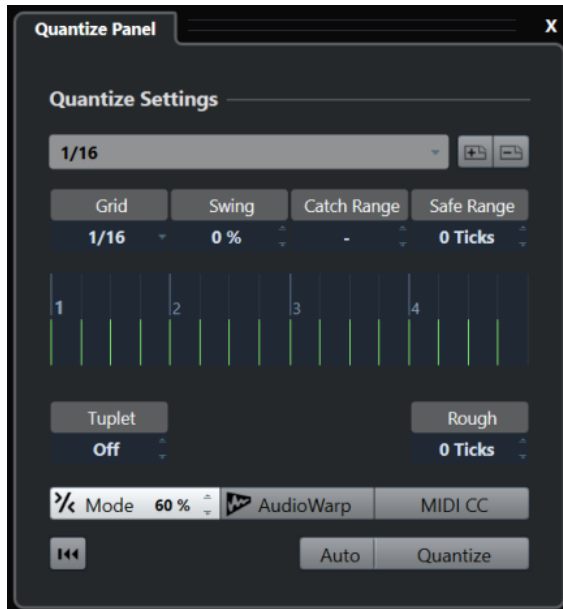 Quantize Panel X
Quantize Settings
1/16
Grid Swing Catch Range Safe Range
1/16 0 % - 0 Ticks
1 2 3 4
Tuplet Rough
Off 0 Ticks
Mode 60 % AudioWarp MIDI CC
Auto Quantize